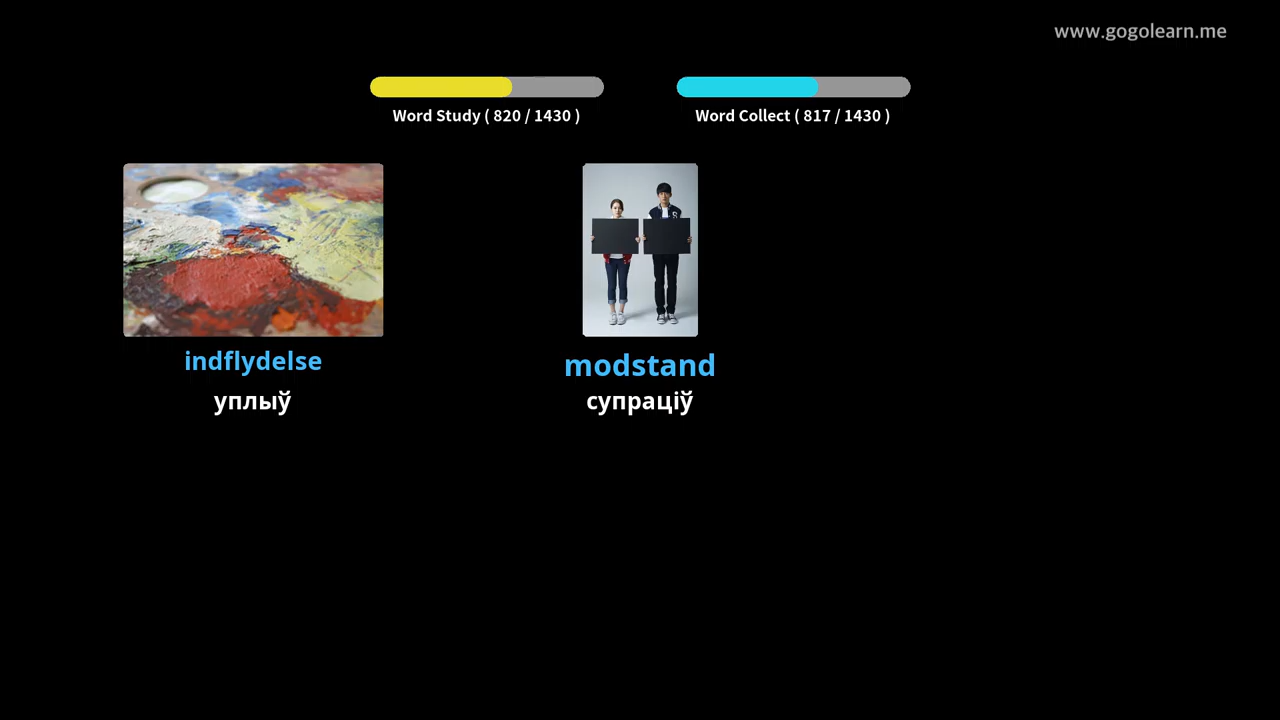 www.gogolearn.me
Word Study ( 820 / 1430 )
Word Collect ( 817 / 1430 )
indflydelse
уплыў
modstand
супраціў